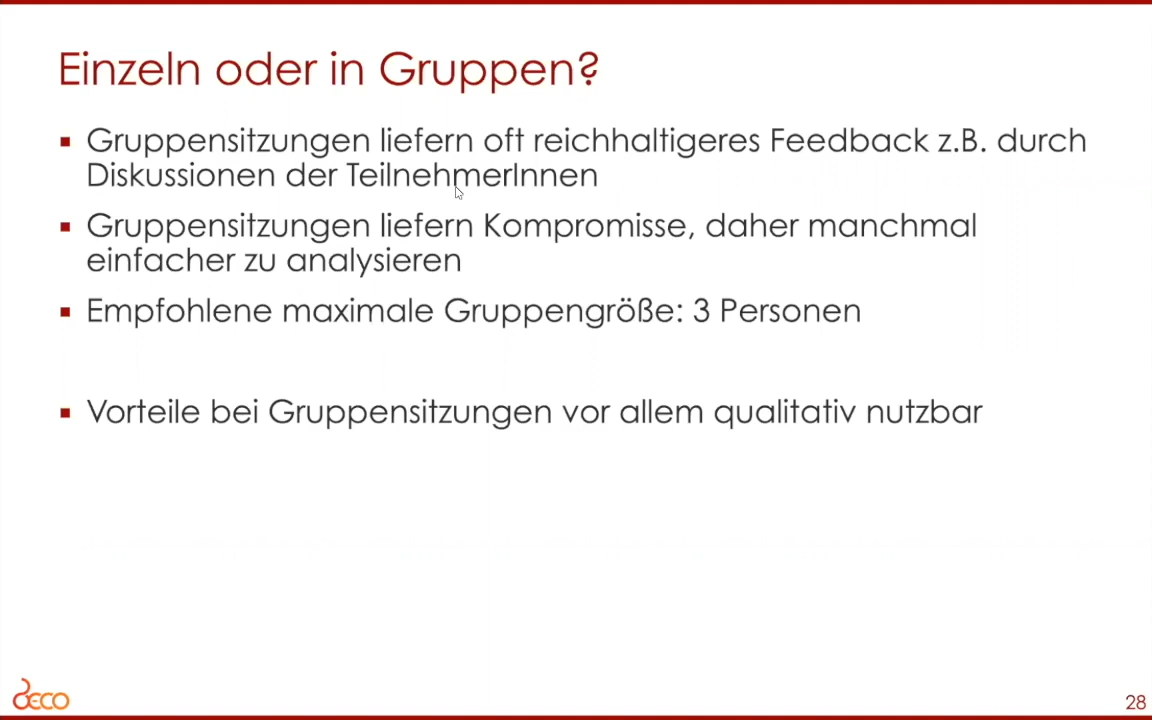 Einzeln oder in Gruppen?
▪ Gruppensitzungen liefern oft reichhaltigeres Feedback z.B. durch
Diskussionen der TeilnehmerInnen
▪ Gruppensitzungen liefern Kompromisse, daher manchmal
einfacher zu analysieren
▪ Empfohlene maximale Gruppengröße: 3 Personen
▪ Vorteile bei Gruppensitzungen vor allem qualitativ nutzbar
DECO
28